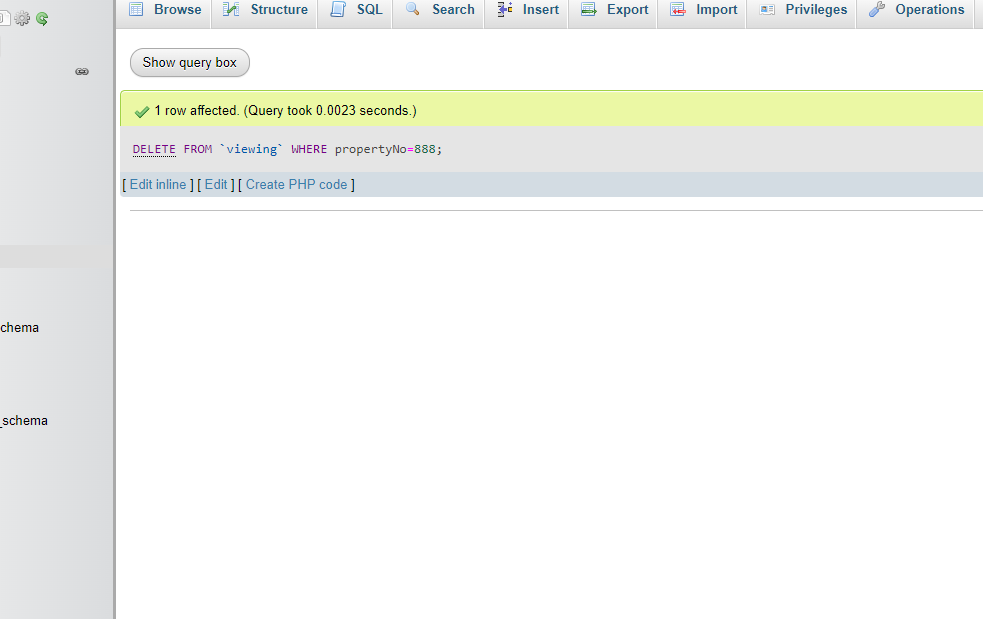 Browse Structure SQL Search Insert Export Import Privileges Operations
Show query box
1 row affected. (Query took 0.0023 seconds.)
DELETE FROM `viewing` WHERE propertyNo=888;
[ Edit inline ] [ Edit ] [ Create PHP code ]
chema
_schema